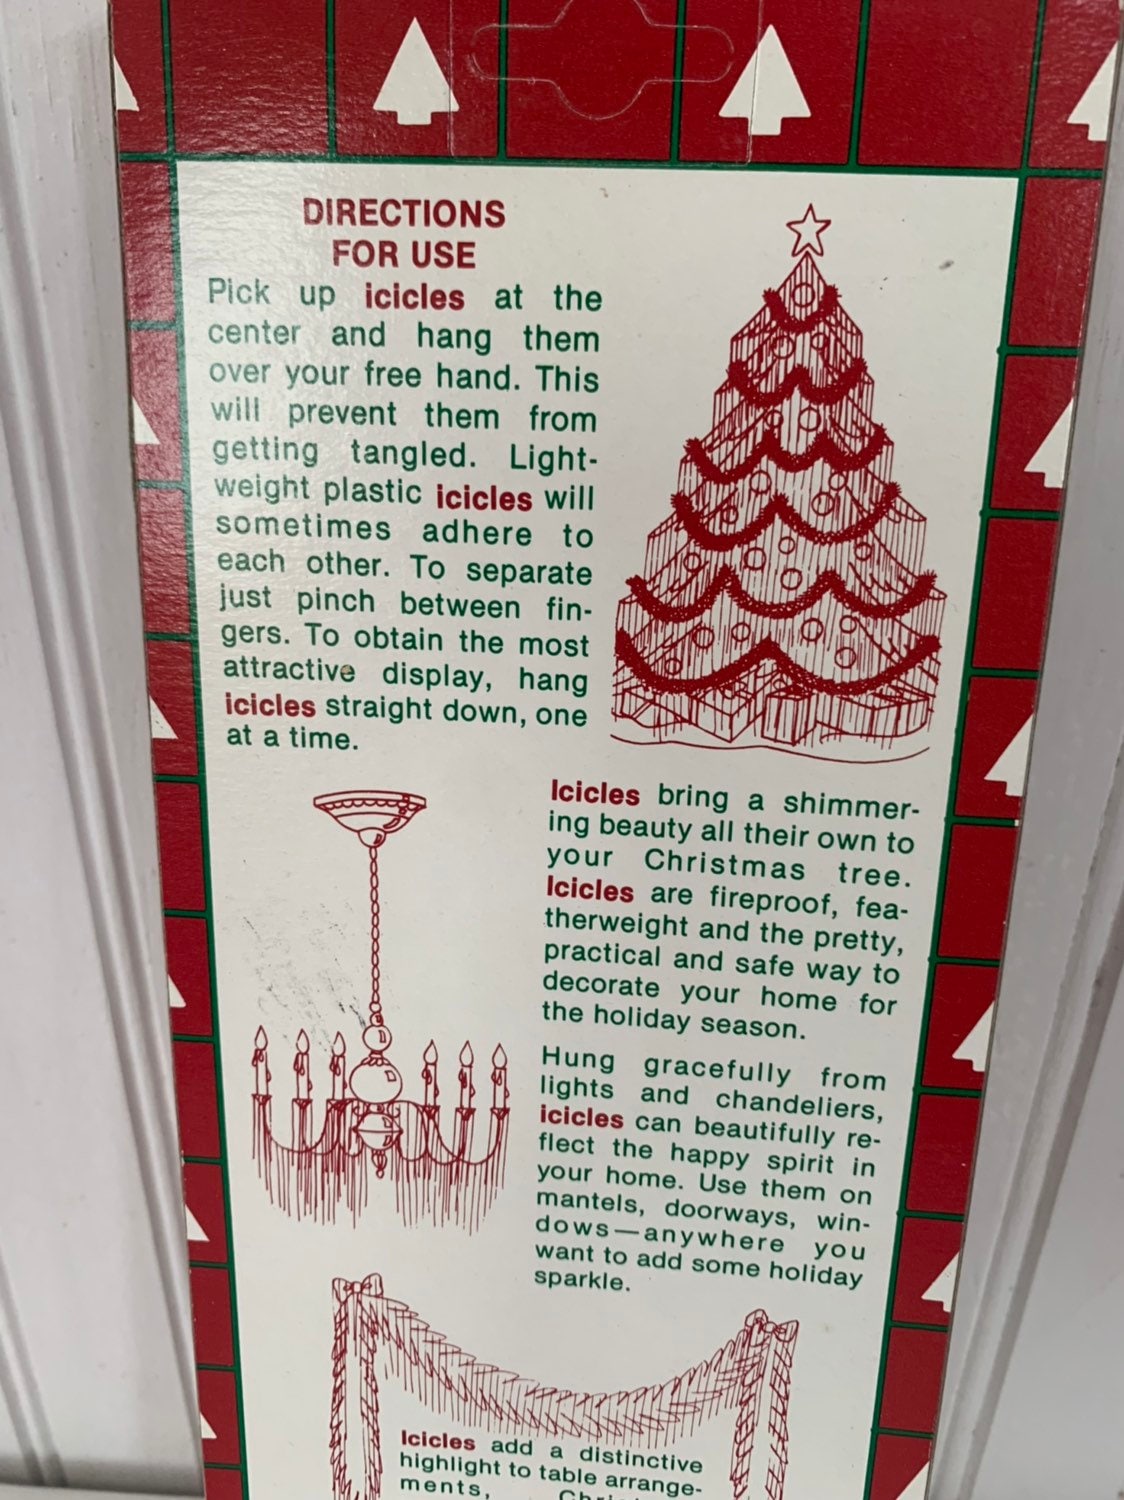 DIRECTIONS
FOR USE
Pick up icicles at the
center and hang them
over your free hand. This
will prevent them from
getting tangled. Light-
weight plastic icicles will
sometimes adhere to
each other. To separate
just pinch between fin-
gers. To obtain the most
attractive display, hang
icicles straight down, one
at a time.
Icicles bring a shimmer-
ing beauty all their own to
your Christmas tree.
Icicles are fireproof, fea-
therweight and the pretty,
practical and safe way to
decorate your home for
the holiday season.
Hung gracefully from
lights and chandeliers,
icicles can beautifully re-
flect the happy spirit in
your home. Use them on
mantels, doorways, win-
dows—anywhere you
want to add some holiday
sparkle.
Icicles add a distinctive
highlight to table arrange-
ments,